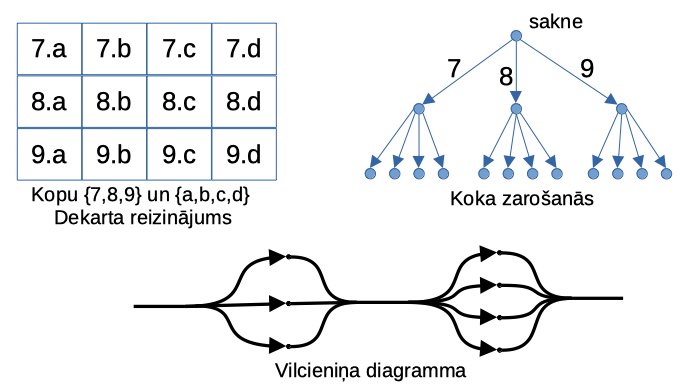 7.a 7.b 7.c 7.d
8.a 8.b 8.c 8.d
9.a 9.b 9.c 9.d
Kopu {7,8,9} un {a,b,c,d}
Dekarta reizinājums
sakne
7 8 9
Koka zarošanās
Vilcieniņa diagramma